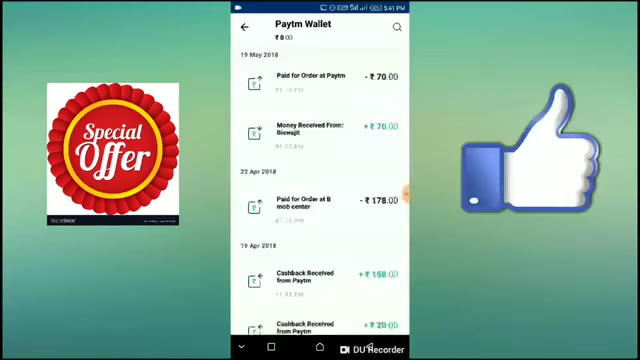 5:41 PM
Paytm Wallet
₹ 0.00
19 May 2018
Paid for Order at Paytm
- ₹ 70.00
Money Received From:
Biswajit
+ ₹ 70.00
22 Apr 2018
Paid for Order at B
mob center
- ₹ 178.00
19 Apr 2018
Cashback Received
from Paytm
+ ₹ 158.00
Cashback Received
from Paytm
+ ₹ 20.00
DU Recorder
Special
Offer